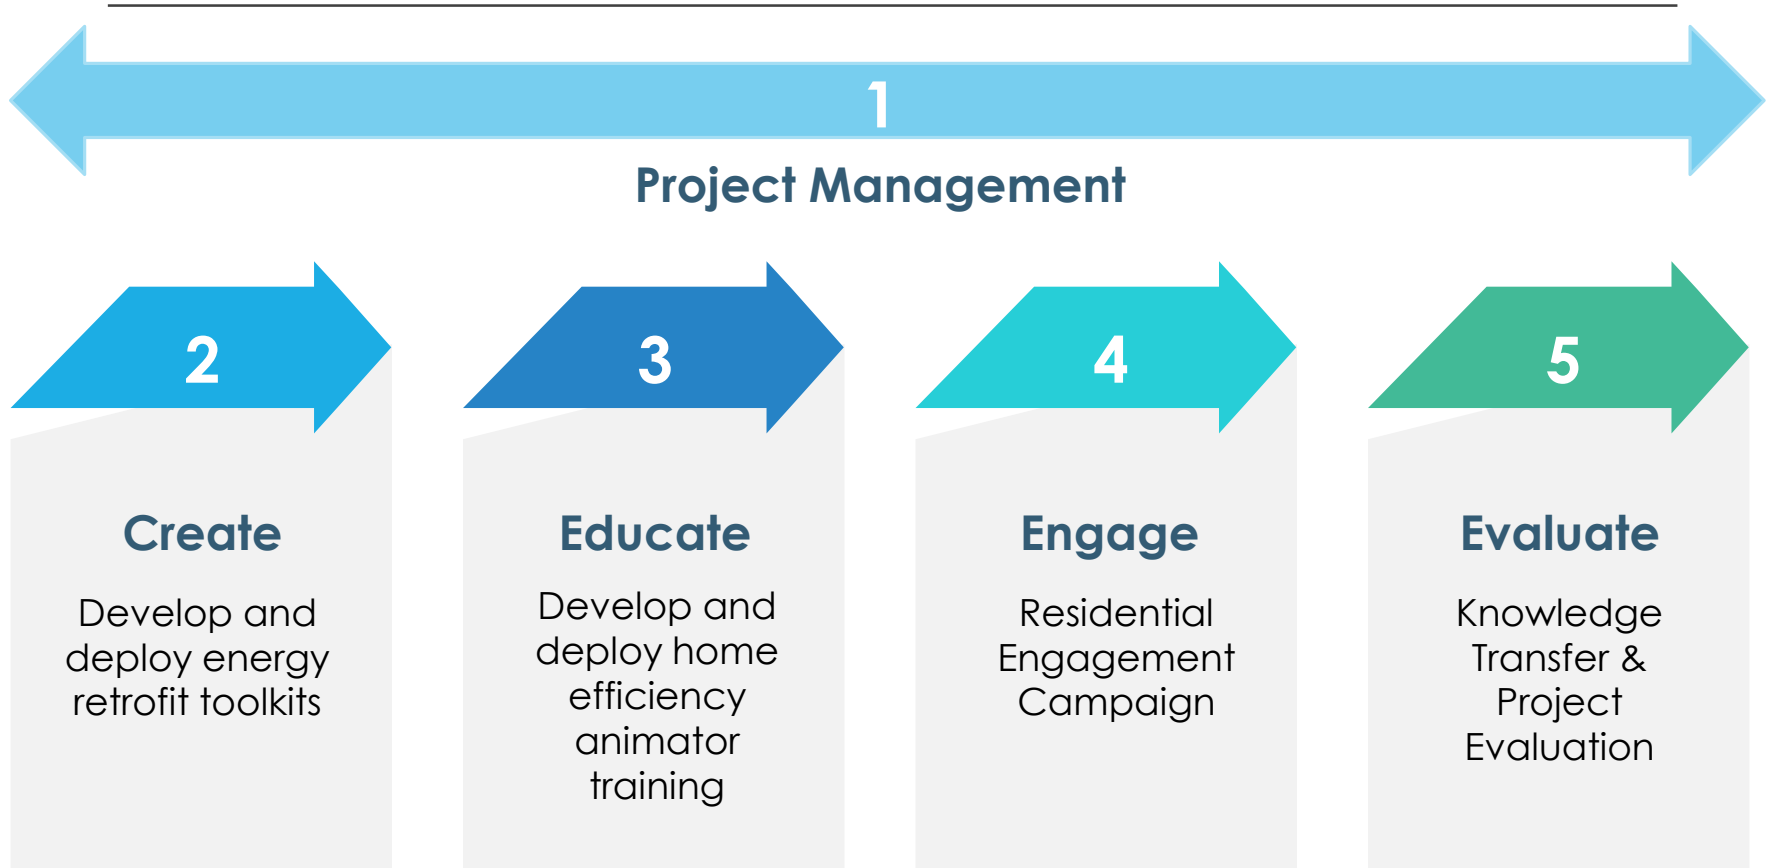 1
Project Management
2
Create
Develop and
deploy energy
retrofit toolkits
3
Educate
Develop and
deploy home
efficiency
animator
training
4
Engage
Residential
Engagement
Campaign
5
Evaluate
Knowledge
Transfer &
Project
Evaluation